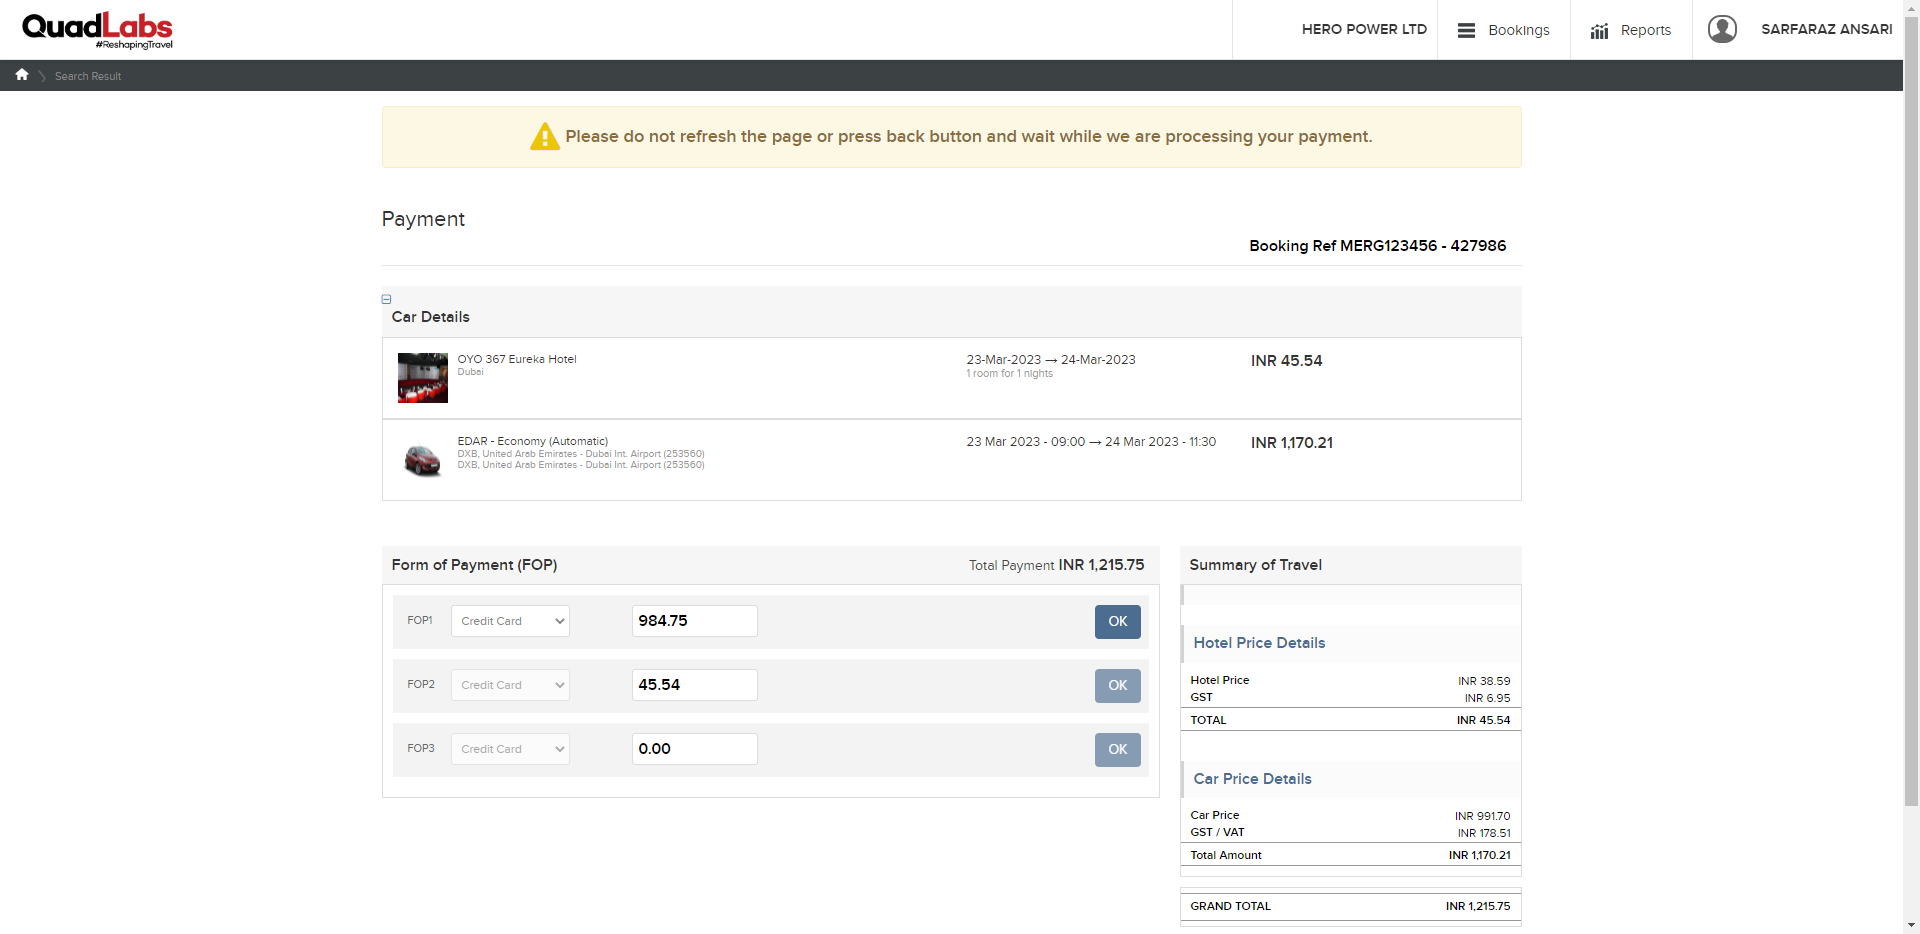 QuadLabs
#ReshapingTravel
HERO POWER LTD
Bookings
Reports
SARFARAZ ANSARI
Search Result
Please do not refresh the page or press back button and wait while we are processing your payment.
Payment
Booking Ref MERG123456 - 427986
Car Details
OYO 367 Eureka Hotel
Dubai
23-Mar-2023 → 24-Mar-2023
1 room for 1 nights
INR 45.54
EDAR - Economy (Automatic)
DXB, United Arab Emirates - Dubai Int. Airport (253560)
DXB, United Arab Emirates - Dubai Int. Airport (253560)
23 Mar 2023 - 09:00 → 24 Mar 2023 - 11:30
INR 1,170.21
Form of Payment (FOP)
Total Payment INR 1,215.75
FOP1 Credit Card 984.75 OK
FOP2 Credit Card 45.54 OK
FOP3 Credit Card 0.00 OK
Summary of Travel
Hotel Price Details
Hotel Price INR 38.59
GST INR 6.95
TOTAL INR 45.54
Car Price Details
Car Price INR 991.70
GST / VAT INR 178.51
Total Amount INR 1,170.21
GRAND TOTAL INR 1,215.75